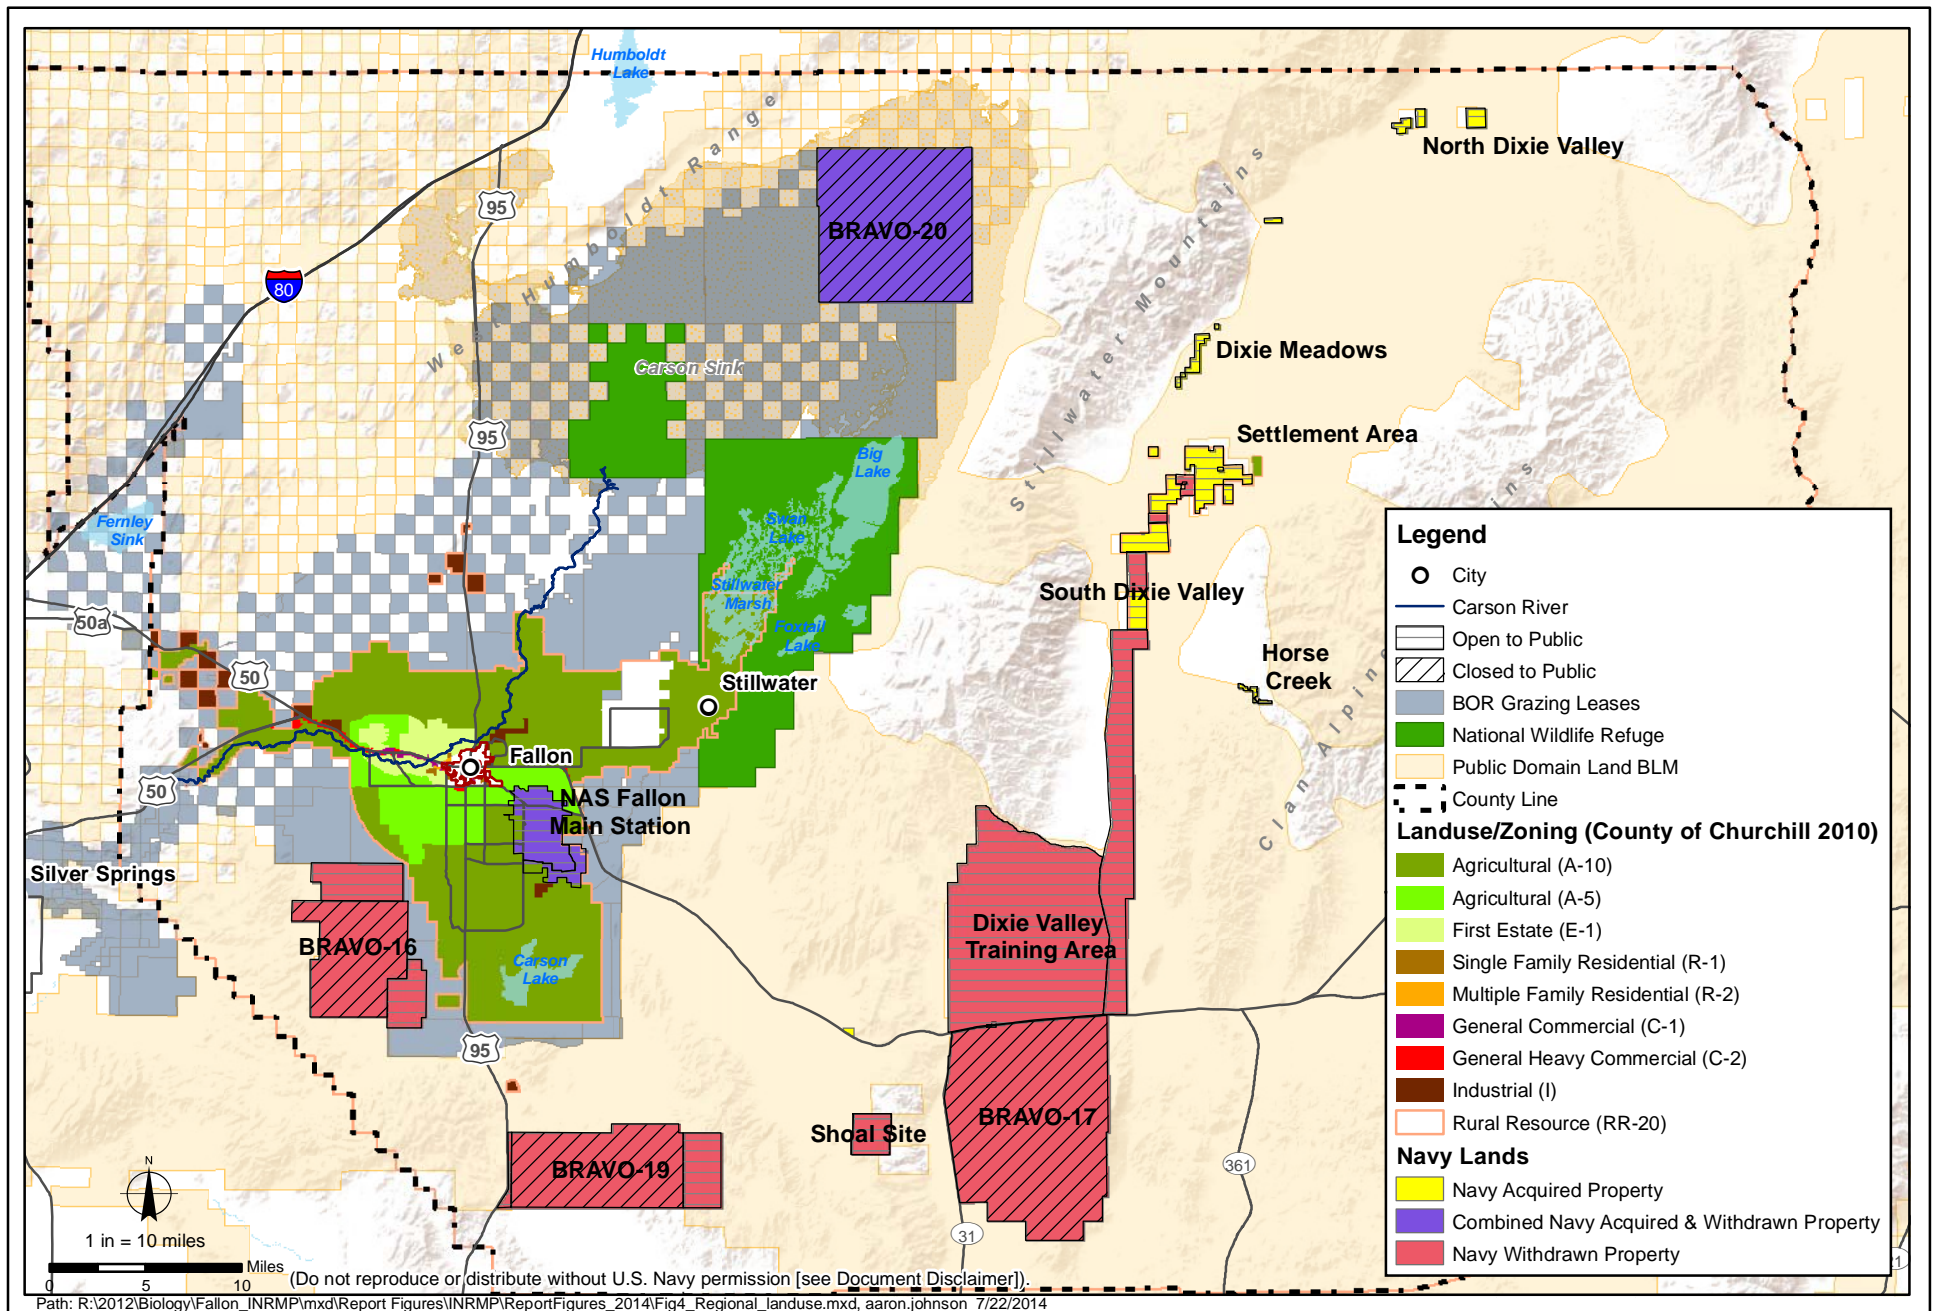 Humboldt
Lake
West Humboldt Range
95
80
BRAVO-20
North Dixie Valley
Stillwater Mountains
Carson Sink
Dixie Meadows
95
Settlement Area
Big
Lake
Swan
Lake
Fernley
Sink
Stillwater
Marsh
Foxtail
Lake
South Dixie Valley
50a
50
Stillwater
Horse
Creek
Clan Alpine
ins
Fallon
50
NAS Fallon
Main Station
Silver Springs
BRAVO-16
Dixie Valley
Training Area
Carson
Lake
95
BRAVO-17
Shoal Site
BRAVO-19
361
31
21
Legend
City
Carson River
Open to Public
Closed to Public
BOR Grazing Leases
National Wildlife Refuge
Public Domain Land BLM
County Line
Landuse/Zoning (County of Churchill 2010)
Agricultural (A-10)
Agricultural (A-5)
First Estate (E-1)
Single Family Residential (R-1)
Multiple Family Residential (R-2)
General Commercial (C-1)
General Heavy Commercial (C-2)
Industrial (I)
Rural Resource (RR-20)
Navy Lands
Navy Acquired Property
Combined Navy Acquired & Withdrawn Property
Navy Withdrawn Property
N
1 in = 10 miles
Miles
0 5 10
(Do not reproduce or distribute without U.S. Navy permission [see Document Disclaimer]).
Path: R:\2012\Biology\Fallon_INRMP\mxd\Report Figures\INRMP\ReportFigures_2014\Fig4_Regional_landuse.mxd, aaron.johnson 7/22/2014